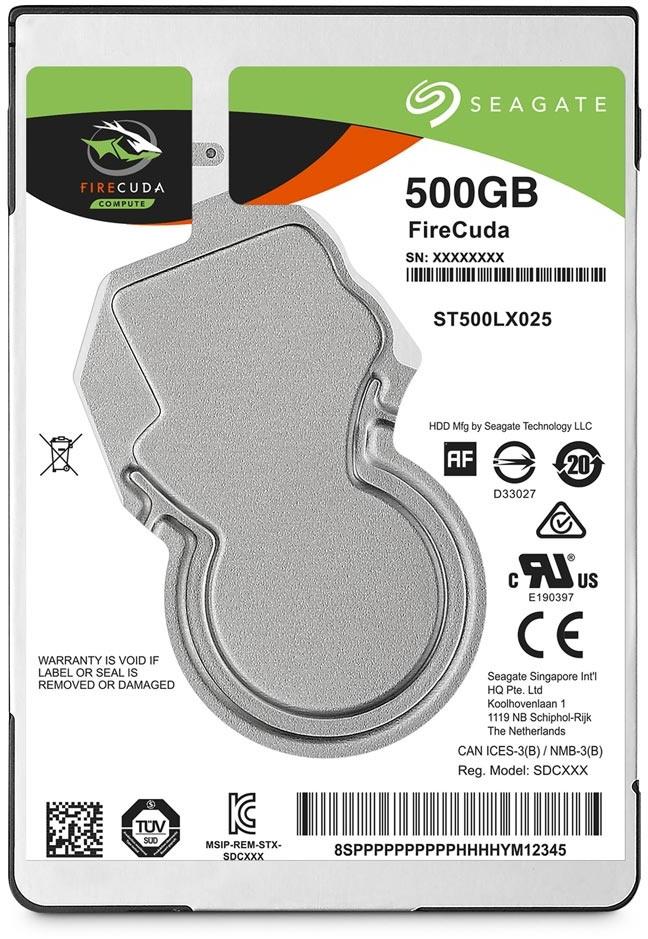 SEAGATE
FIRECUDA
COMPUTE
500GB
FireCuda
SN: XXXXXXXX
ST500LX025
HDD Mfg by Seagate Technology LLC
AF
20
D33027
c RU® US
E190397
CE
WARRANTY IS VOID IF
LABEL OR SEAL IS
REMOVED OR DAMAGED
Seagate Singapore Int'l
HQ Pte. Ltd
Koolhovenlaan 1
1119 NB Schiphol-Rijk
The Netherlands
CAN ICES-3(B) / NMB-3(B)
Reg. Model: SDCXXX
TÜV
SÜD
MSIP-REM-STX-
SDCXXX
8SPPPPPPPPPPPHHHHYM12345